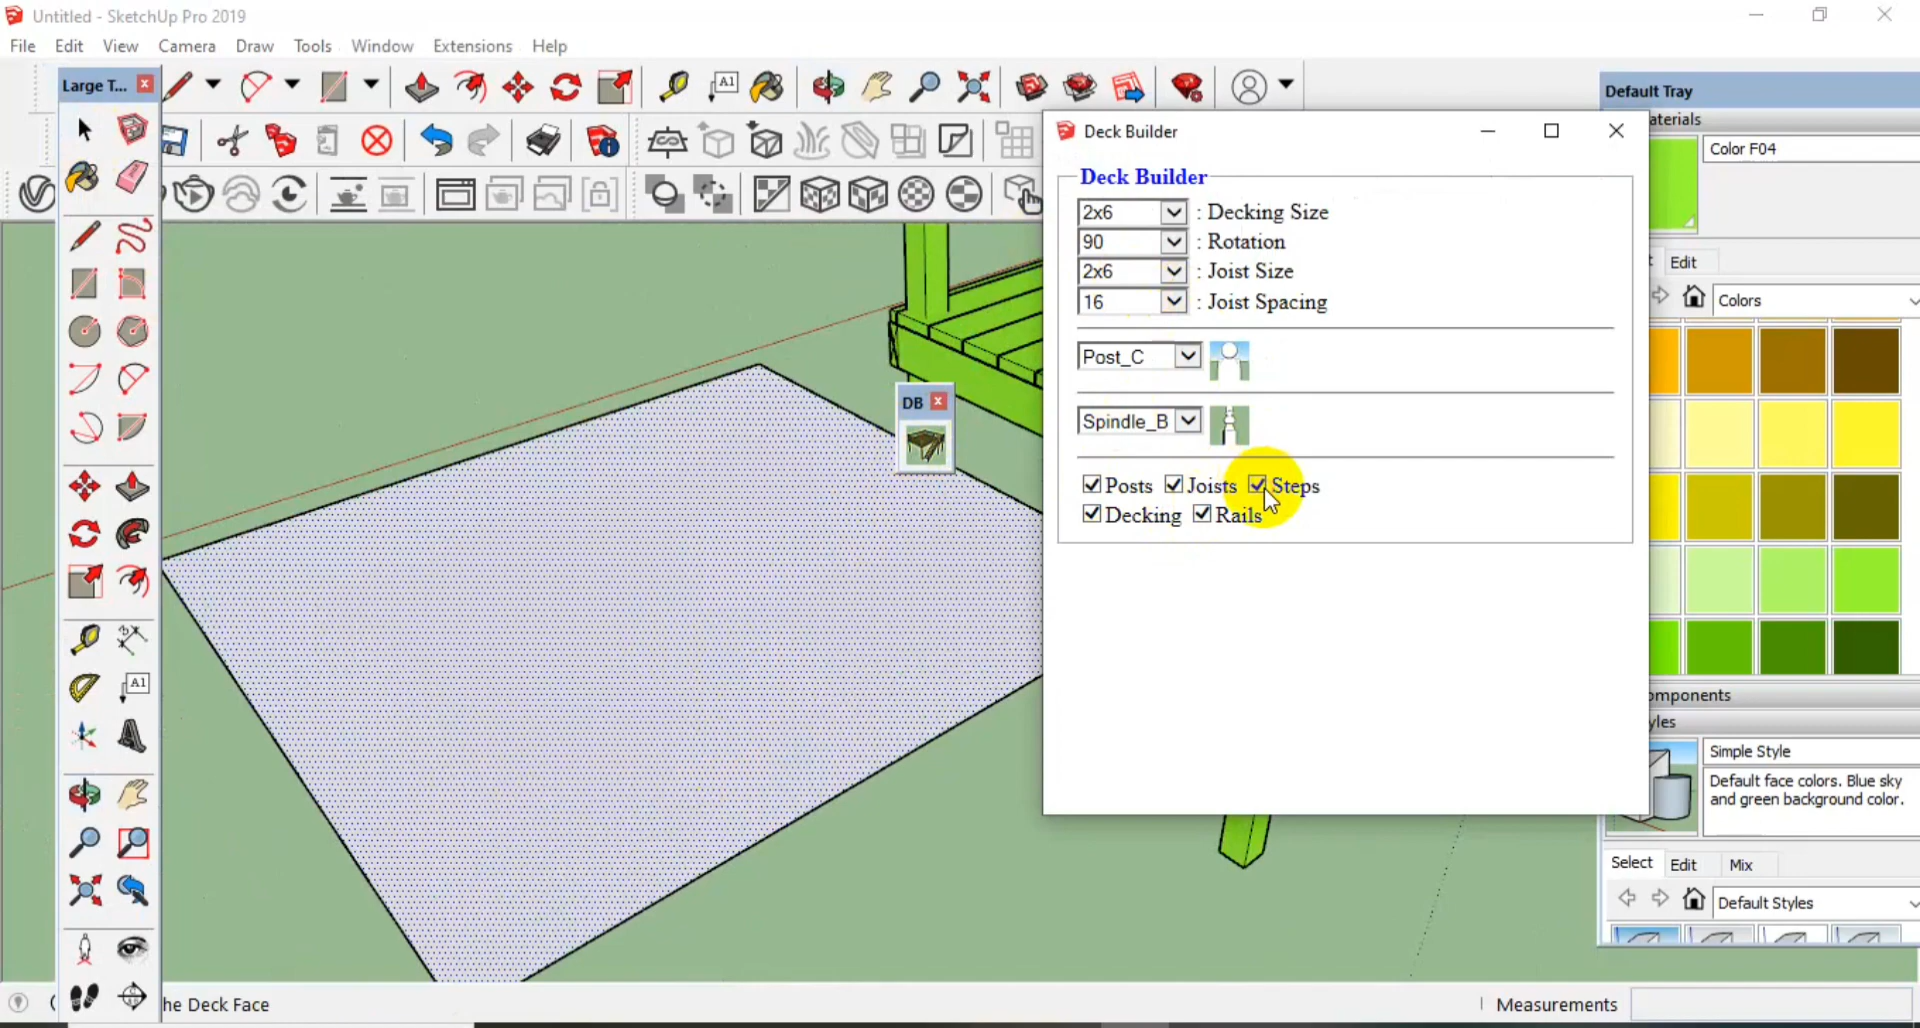 Untitled - SketchUp Pro 2019
File Edit View Camera Draw Tools Window Extensions Help
Large T...
A1
Default Tray
aterials
Color F04
Edit
Colors
Deck Builder
Deck Builder
2x6 : Decking Size
90 : Rotation
2x6 : Joist Size
16 : Joist Spacing
Post_C
DB
Spindle_B
Posts Joists Steps
Decking Rails
A1
omponents
yles
Simple Style
Default face colors. Blue sky
and green background color.
Select Edit Mix
Default Styles
he Deck Face
Measurements